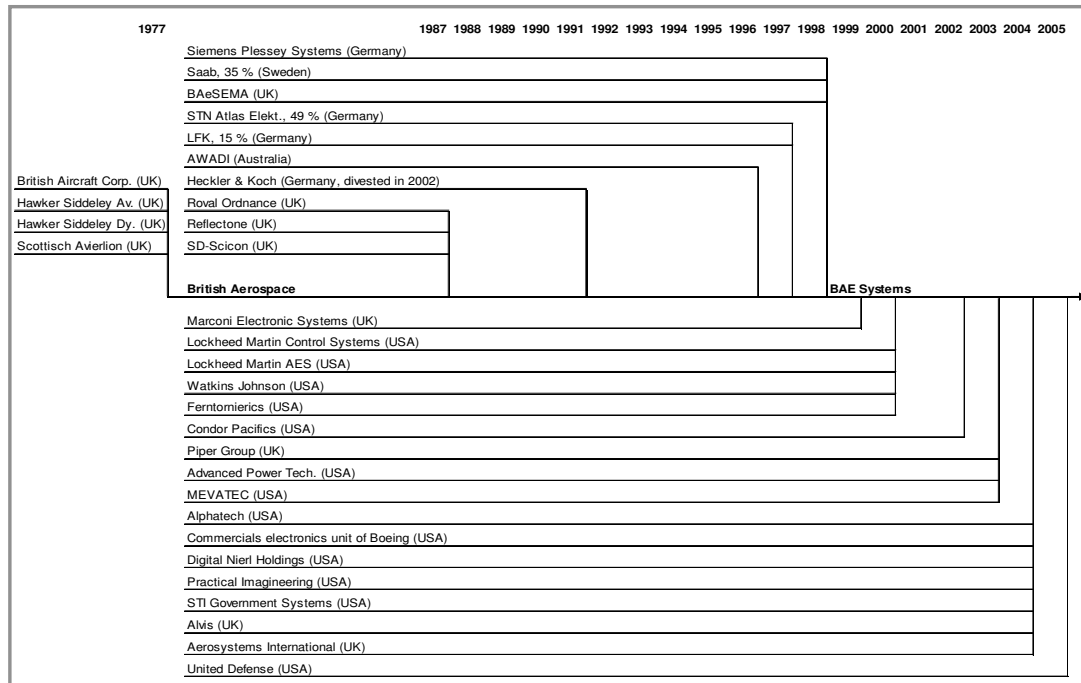 1977 1987 1988 1989 1990 1991 1992 1993 1994 1995 1996 1997 1998 1999 2000 2001 2002 2003 2004 2005
Siemens Plessey Systems (Germany)
Saab, 35 % (Sweden)
BAeSEMA (UK)
STN Atlas Elekt., 49 % (Germany)
LFK, 15 % (Germany)
AWADI (Australia)
British Aircraft Corp. (UK) Heckler & Koch (Germany, divested in 2002)
Hawker Siddeley Av. (UK) Roval Ordnance (UK)
Hawker Siddeley Dy. (UK) Reflectone (UK)
Scottisch Avierlion (UK) SD-Scicon (UK)
British Aerospace BAE Systems
Marconi Electronic Systems (UK)
Lockheed Martin Control Systems (USA)
Lockheed Martin AES (USA)
Watkins Johnson (USA)
Ferntomierics (USA)
Condor Pacifics (USA)
Piper Group (UK)
Advanced Power Tech. (USA)
MEVATEC (USA)
Alphatech (USA)
Commercials electronics unit of Boeing (USA)
Digital Nierl Holdings (USA)
Practical Imagineering (USA)
STI Government Systems (USA)
Alvis (UK)
Aerosystems International (UK)
United Defense (USA)